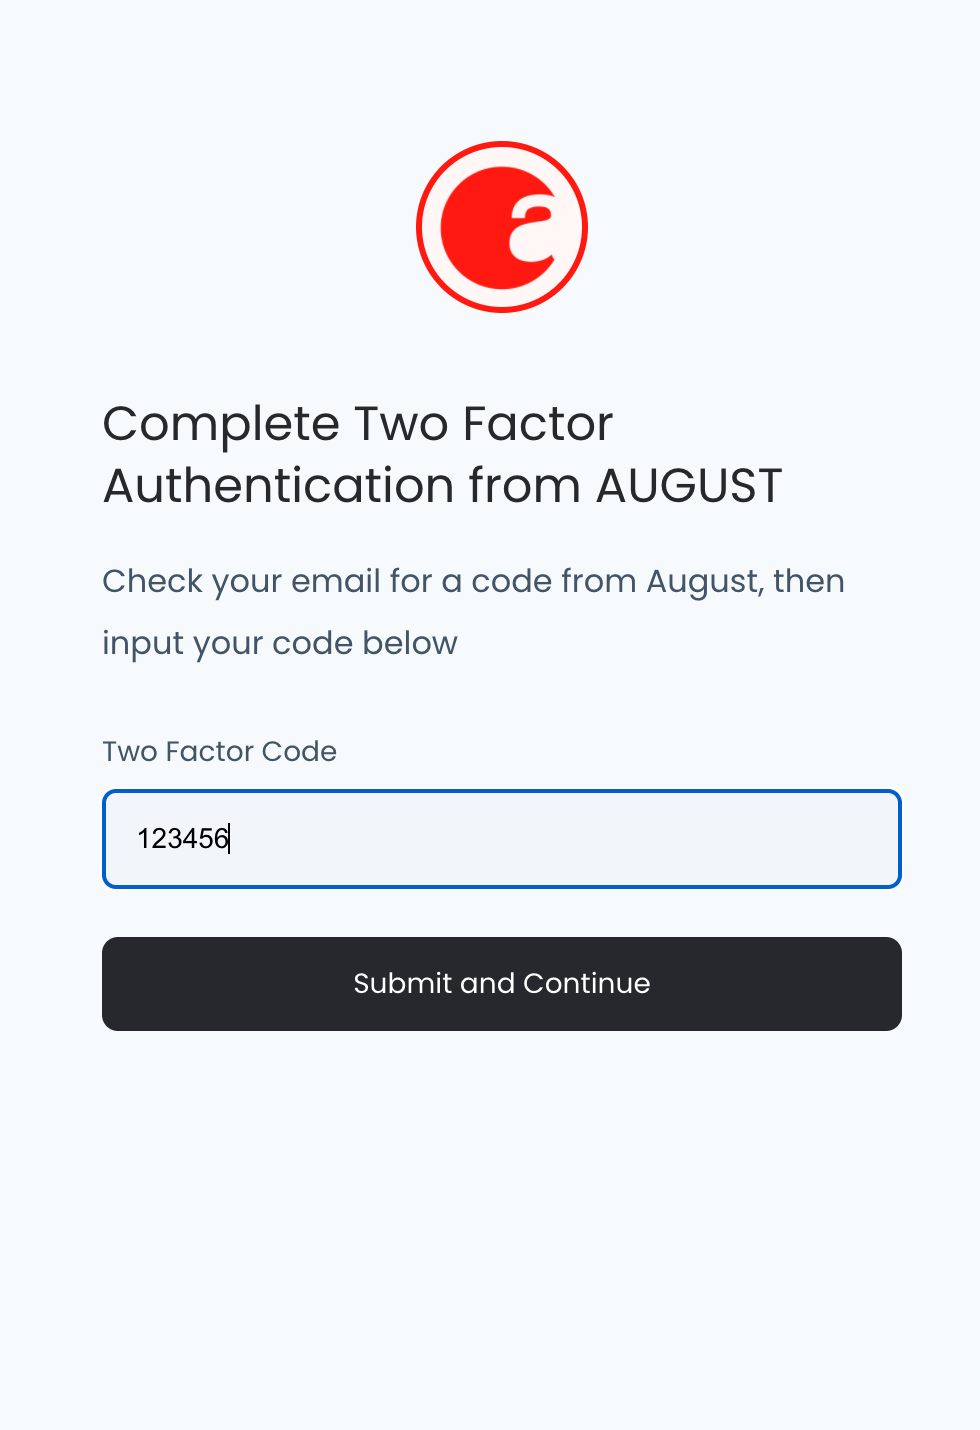 a
Complete Two Factor
Authentication from AUGUST
Check your email for a code from August, then
input your code below
Two Factor Code
123456
Submit and Continue